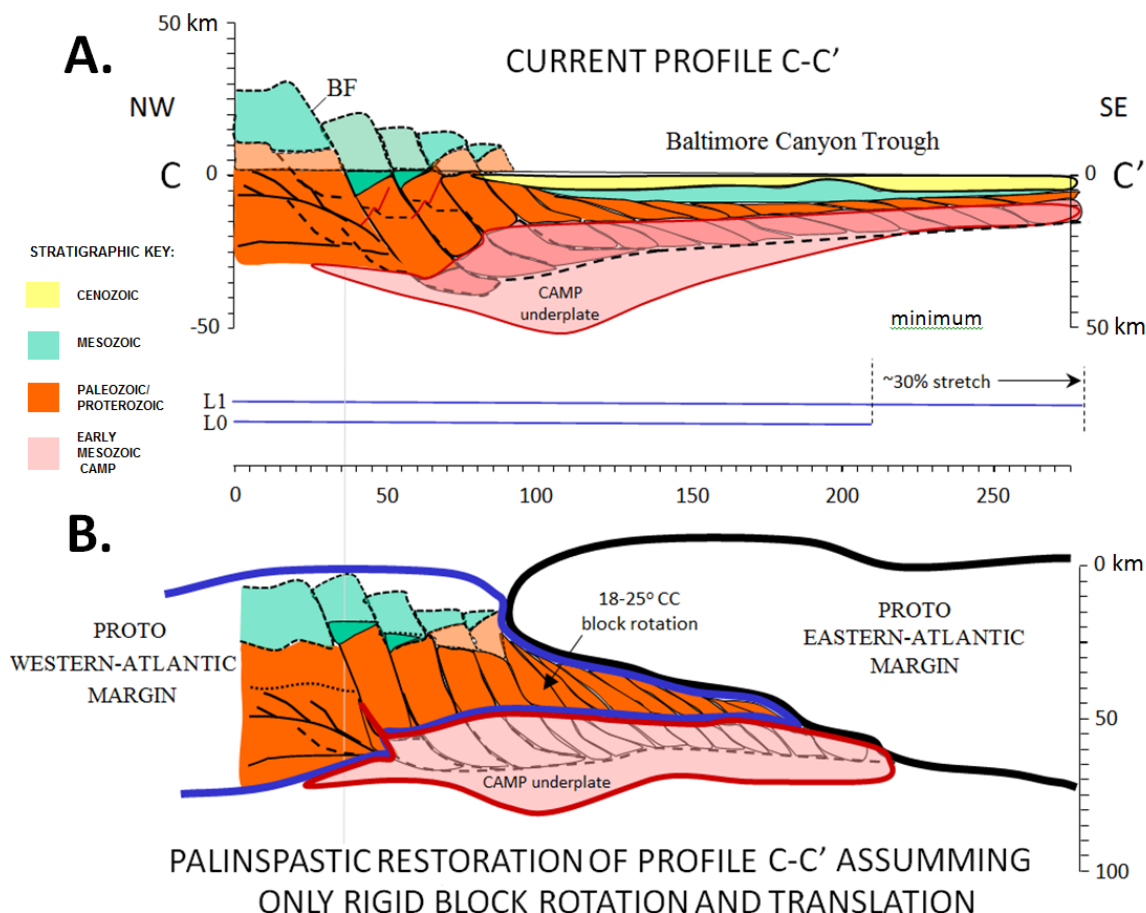 50 km
A.
CURRENT PROFILE C-C’
NW
BF
SE
Baltimore Canyon Trough
C
0
0
C’
STRATIGRAPHIC KEY:
CENOZOIC
MESOZOIC
PALEOZOIC/
PROTEROZOIC
EARLY
MESOZOIC
CAMP
-50
CAMP
underplate
minimum
50 km
~30% stretch
L1
L0
0 50 100 150 200 250
B.
0 km
18-25º CC
block rotation
PROTO
WESTERN-ATLANTIC
MARGIN
PROTO
EASTERN-ATLANTIC
MARGIN
50
CAMP underplate
100
PALINSPASTIC RESTORATION OF PROFILE C-C’ ASSUMMING
ONLY RIGID BLOCK ROTATION AND TRANSLATION